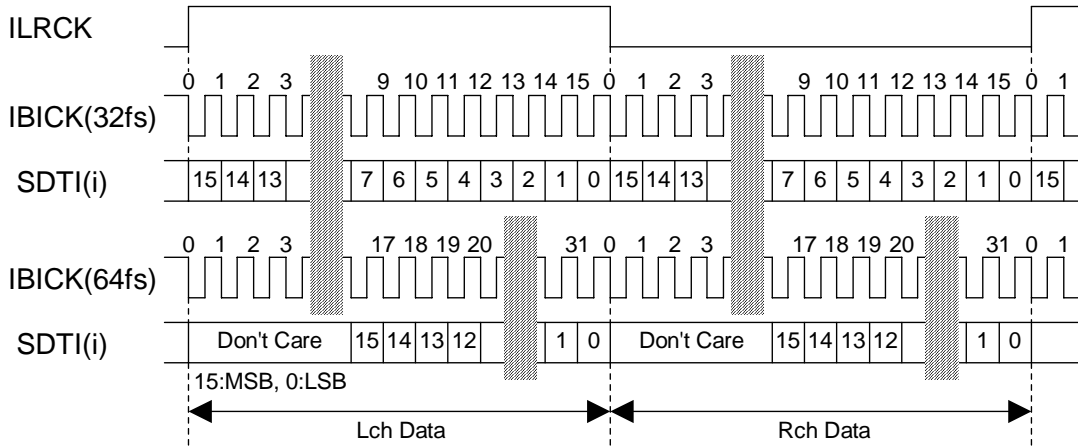 ILRCK
0 1 2 3 9 10 11 12 13 14 15 0 1 2 3 9 10 11 12 13 14 15 0 1
IBICK(32fs)
SDTI(i) 15 14 13 7 6 5 4 3 2 1 0 15 14 13 7 6 5 4 3 2 1 0 15
0 1 2 3 17 18 19 20 31 0 1 2 3 17 18 19 20 31 0 1
IBICK(64fs)
SDTI(i) Don't Care 15 14 13 12 1 0 Don't Care 15 14 13 12 1 0
15:MSB, 0:LSB
Lch Data Rch Data